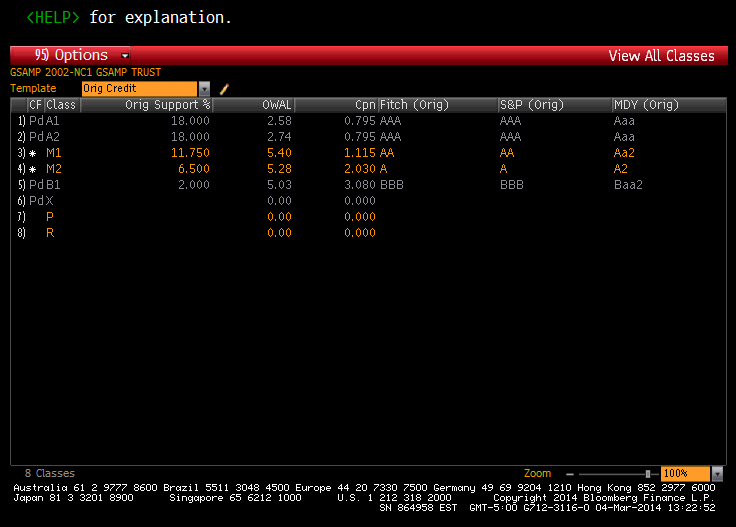 <HELP> for explanation.
95) Options View All Classes
GSAMP 2002-NC1 GSAMP TRUST
Template Orig Credit
CF Class Orig Support % OWAL Cpn Fitch (Orig) S&P (Orig) MDY (Orig)
1) Pd A1 18.000 2.58 0.795 AAA AAA Aaa
2) Pd A2 18.000 2.74 0.795 AAA AAA Aaa
3) * M1 11.750 5.40 1.115 AA AA Aa2
4) * M2 6.500 5.28 2.030 A A A2
5) Pd B1 2.000 5.03 3.080 BBB BBB Baa2
6) Pd X 0.00 0.000
7) P 0.00 0.000
8) R 0.00 0.000
8 Classes Zoom 100%
Australia 61 2 9777 8600 Brazil 5511 3048 4500 Europe 44 20 7330 7500 Germany 49 69 9204 1210 Hong Kong 852 2977 6000
Japan 81 3 3201 8900 Singapore 65 6212 1000 U.S. 1 212 318 2000 Copyright 2014 Bloomberg Finance L.P.
SN 864958 EST GMT-5:00 G712-3116-0 04-Mar-2014 13:22:52